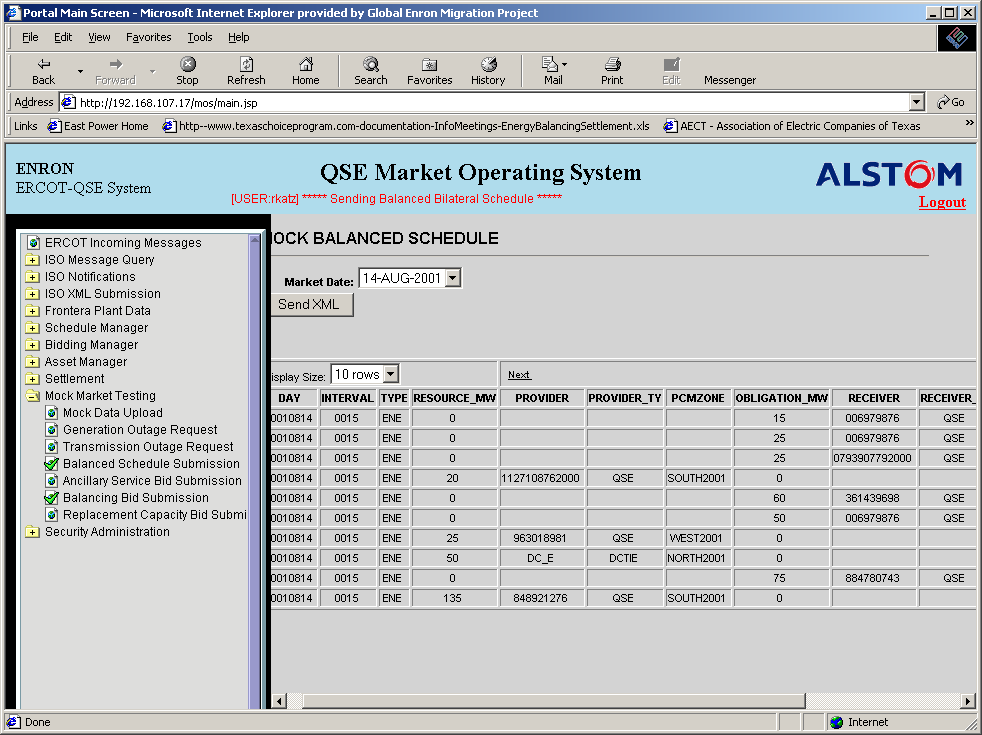 Portal Main Screen - Microsoft Internet Explorer provided by Global Enron Migration Project
File Edit View Favorites Tools Help
Back Forward Stop Refresh Home Search Favorites History Mail Print Edit Messenger
Address http://192.168.107.17/mos/main.jsp Go
Links East Power Home http--www.texaschoiceprogram.com-documentation-InfoMeetings-EnergyBalancingSettlement.xls AECT - Association of Electric Companies of Texas »
ENRON
ERCOT-QSE System
QSE Market Operating System
[USER:rkatz] ***** Sending Balanced Bilateral Schedule *****
ALSTOM
Logout
ERCOT Incoming Messages
ISO Message Query
ISO Notifications
ISO XML Submission
Frontera Plant Data
Schedule Manager
Bidding Manager
Asset Manager
Settlement
Mock Market Testing
Mock Data Upload
Generation Outage Request
Transmission Outage Request
Balanced Schedule Submission
Ancillary Service Bid Submission
Balancing Bid Submission
Replacement Capacity Bid Submi
Security Administration
OCK BALANCED SCHEDULE
Market Date: 14-AUG-2001
Send XML
isplay Size: 10 rows Next
DAY INTERVAL TYPE RESOURCE_MW PROVIDER PROVIDER_TY PCMZONE OBLIGATION_MW RECEIVER RECEIVER_
0010814 0015 ENE 0 15 006979876 QSE
0010814 0015 ENE 0 25 006979876 QSE
0010814 0015 ENE 0 25 0793907792000 QSE
0010814 0015 ENE 20 1127108762000 QSE SOUTH2001 0
0010814 0015 ENE 0 60 361439698 QSE
0010814 0015 ENE 0 50 006979876 QSE
0010814 0015 ENE 25 963018981 QSE WEST2001 0
0010814 0015 ENE 50 DC_E DCTIE NORTH2001 0
0010814 0015 ENE 0 75 884780743 QSE
0010814 0015 ENE 135 848921276 QSE SOUTH2001 0
Done Internet